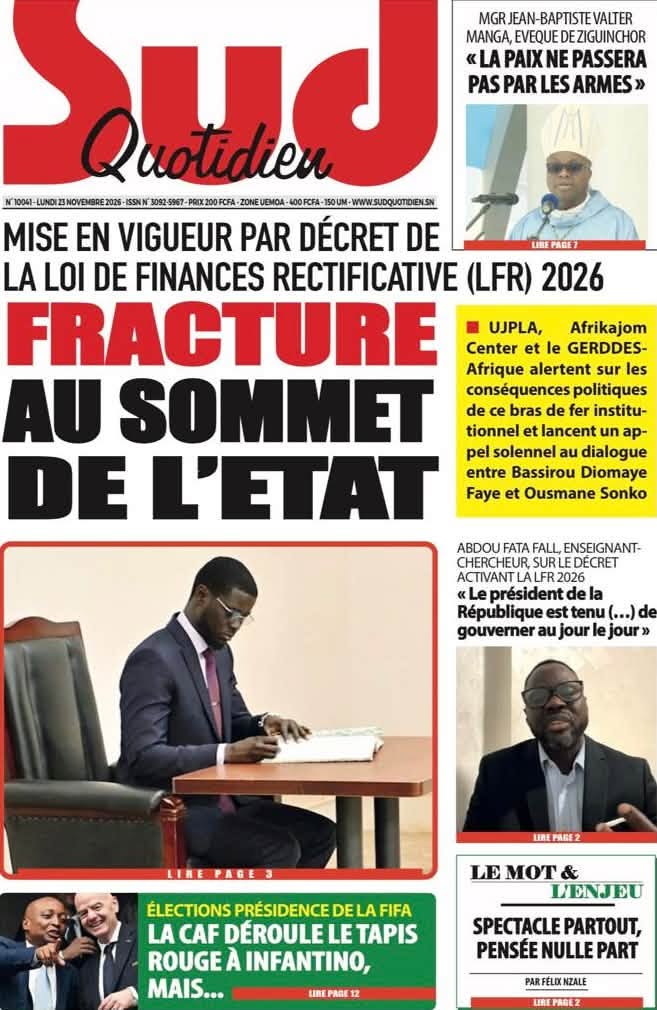 Sud
Quotidien
N° 10041 - LUNDI 23 NOVEMBRE 2026 - ISSN N° 3092-5967 - PRIX 200 FCFA - ZONE UEMOA - 400 FCFA - 150 UM - WWW.SUDQUOTIDIEN.SN
MGR JEAN-BAPTISTE VALTER
MANGA, EVEQUE DE ZIGUINCHOR
« LA PAIX NE PASSERA
PAS PAR LES ARMES »
LIRE PAGE 7
MISE EN VIGUEUR PAR DÉCRET DE
LA LOI DE FINANCES RECTIFICATIVE (LFR) 2026
FRACTURE
AU SOMMET
DE L'ETAT
UJPLA, Afrikajom
Center et le GERDDES-
Afrique alertent sur les
conséquences politiques
de ce bras de fer institu-
tionnel et lancent un ap-
pel solennel au dialogue
entre Bassirou Diomaye
Faye et Ousmane Sonko
LIRE PAGE 3
ABDOU FATA FALL, ENSEIGNANT-
CHERCHEUR, SUR LE DÉCRET
ACTIVANT LA LFR 2026
« Le président de la
République est tenu (...) de
gouverner au jour le jour »
LIRE PAGE 2
ÉLECTIONS PRÉSIDENCE DE LA FIFA
LA CAF DÉROULE LE TAPIS
ROUGE À INFANTINO,
MAIS...
LIRE PAGE 12
LE MOT &
L'ENJEU
SPECTACLE PARTOUT,
PENSÉE NULLE PART
PAR FÉLIX NZALE
LIRE PAGE 2